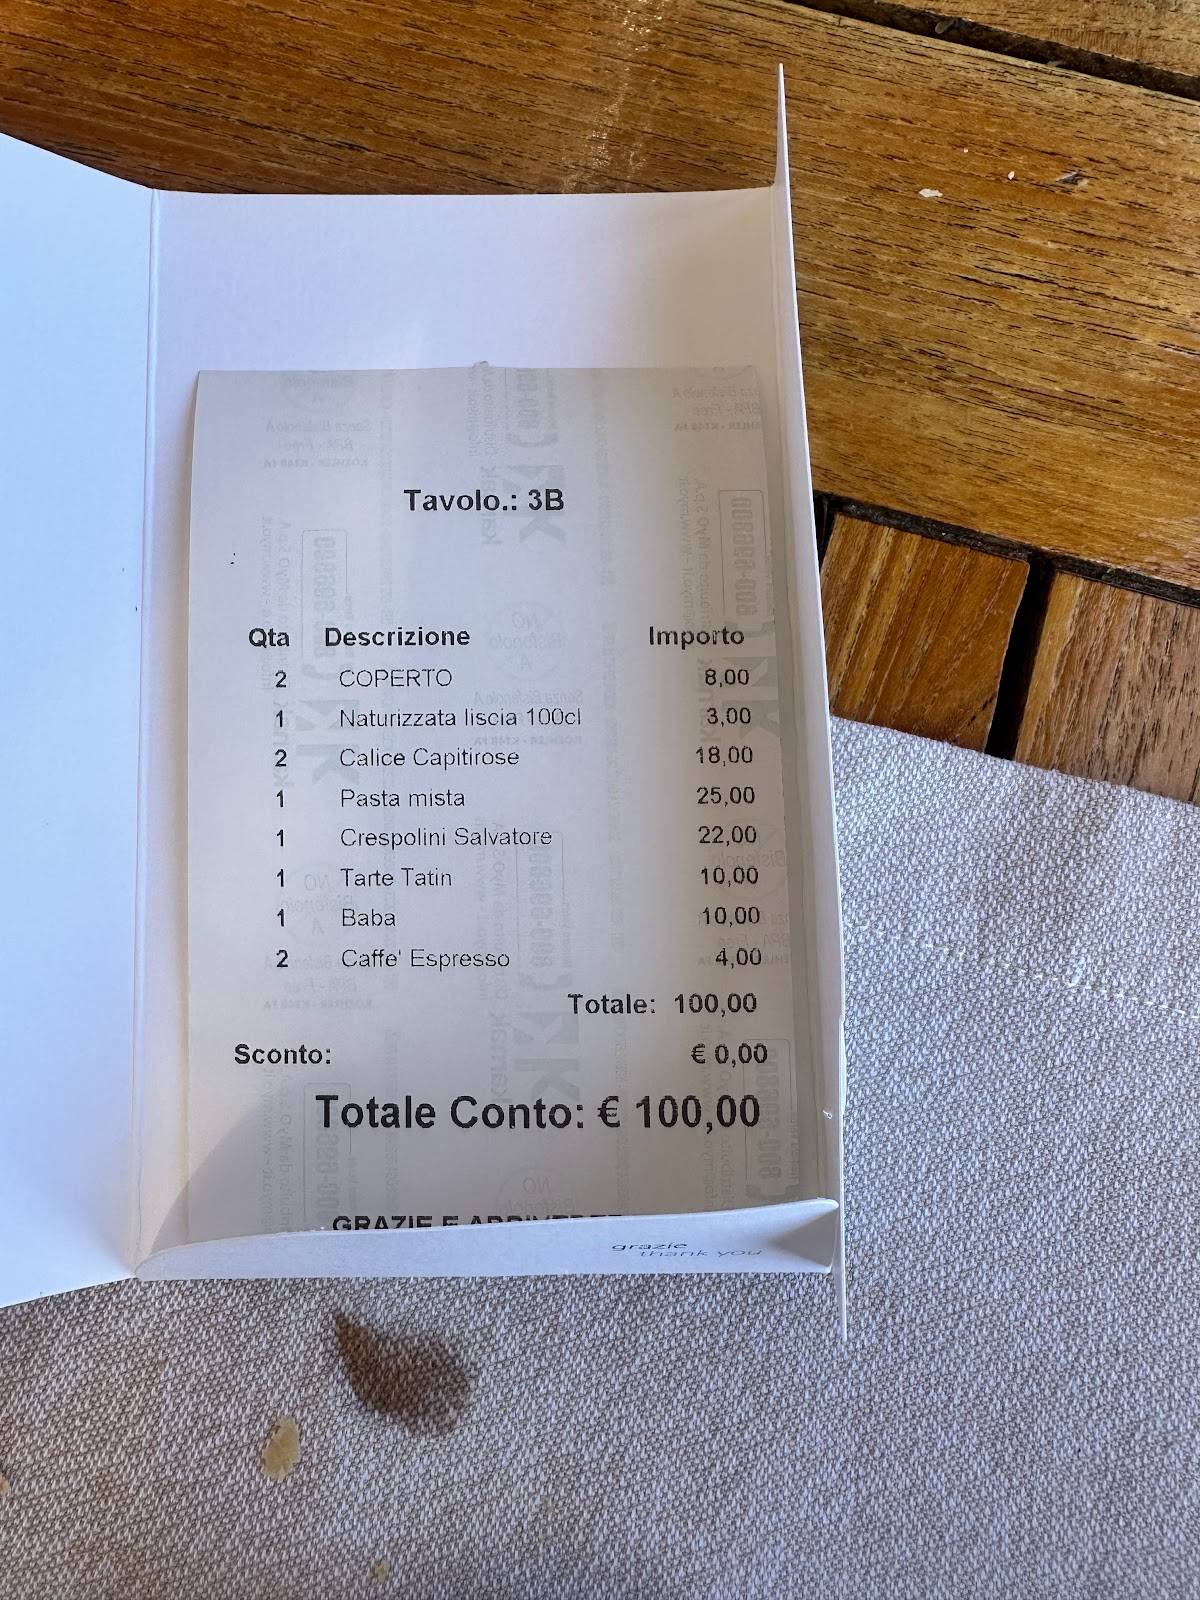 Tavolo.: 3B
Qta Descrizione Importo
2 COPERTO 8,00
1 Naturizzata liscia 100cl 3,00
2 Calice Capitirose 18,00
1 Pasta mista 25,00
1 Crespolini Salvatore 22,00
1 Tarte Tatin 10,00
1 Baba 10,00
2 Caffe' Espresso 4,00
Totale: 100,00
Sconto: € 0,00
Totale Conto: € 100,00
GRAZIE E
grazie
thank you